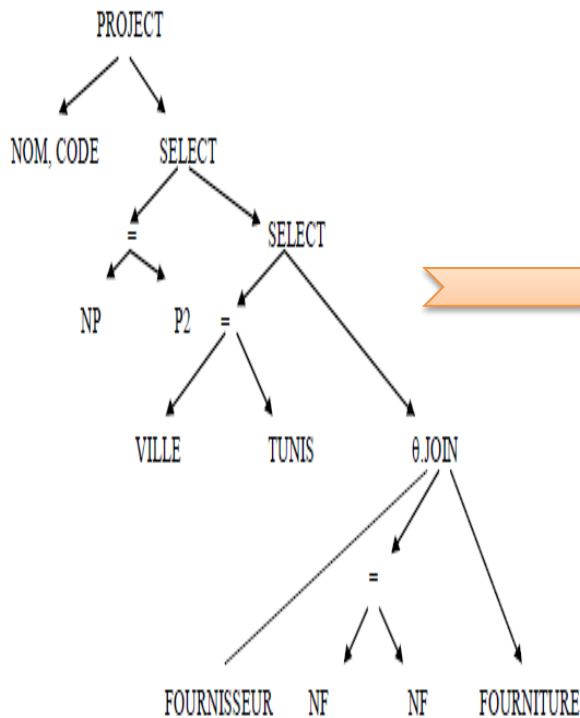 PROJECT
NOM, CODE SELECT
= SELECT
NP P2 =
VILLE TUNIS θ.JOIN
=
FOURNISSEUR NF NF FOURNITURE